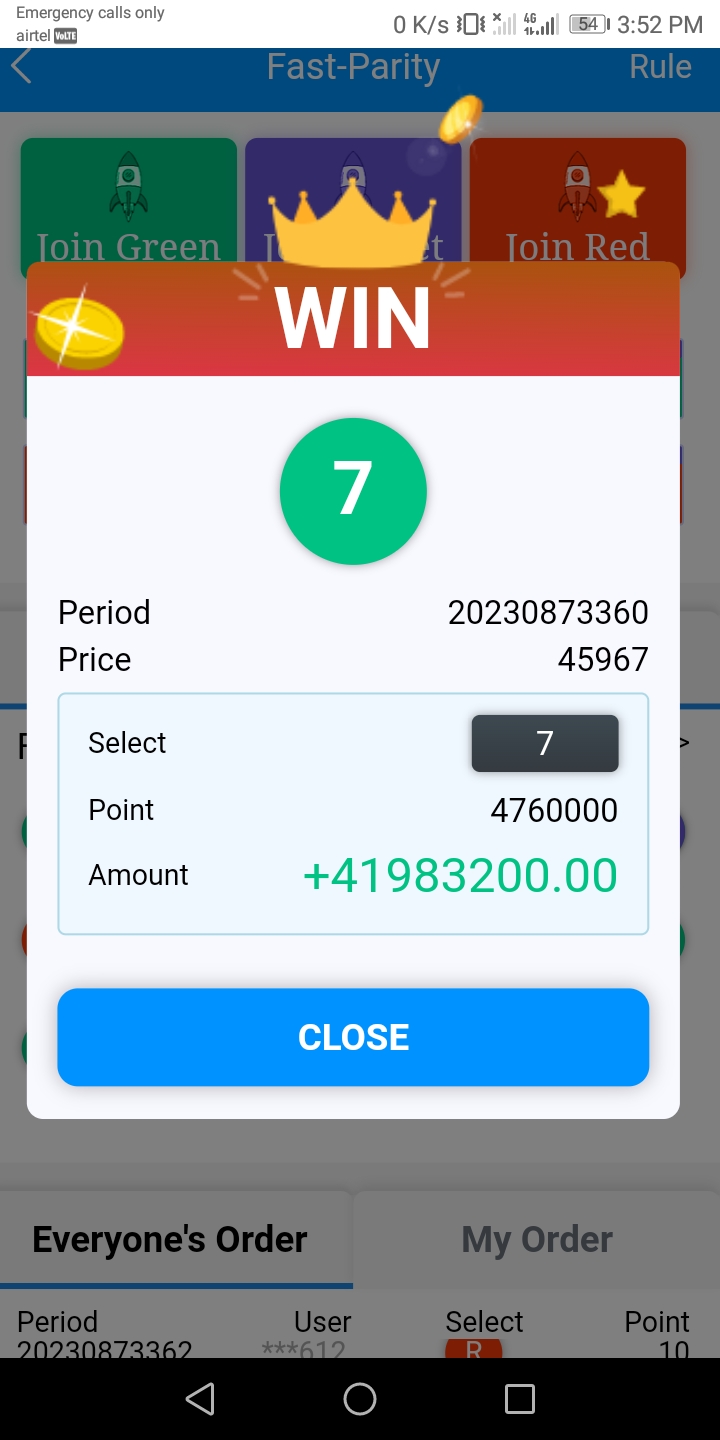 Emergency calls only
airtel VoLTE
0 K/s 4G 54 3:52 PM
Fast-Parity Rule
Join Green Join Red
WIN
7
Period 20230873360
Price 45967
Select 7
Point 4760000
Amount +41983200.00
CLOSE
Everyone's Order My Order
Period User Select Point
20230873362 ***612 R 10